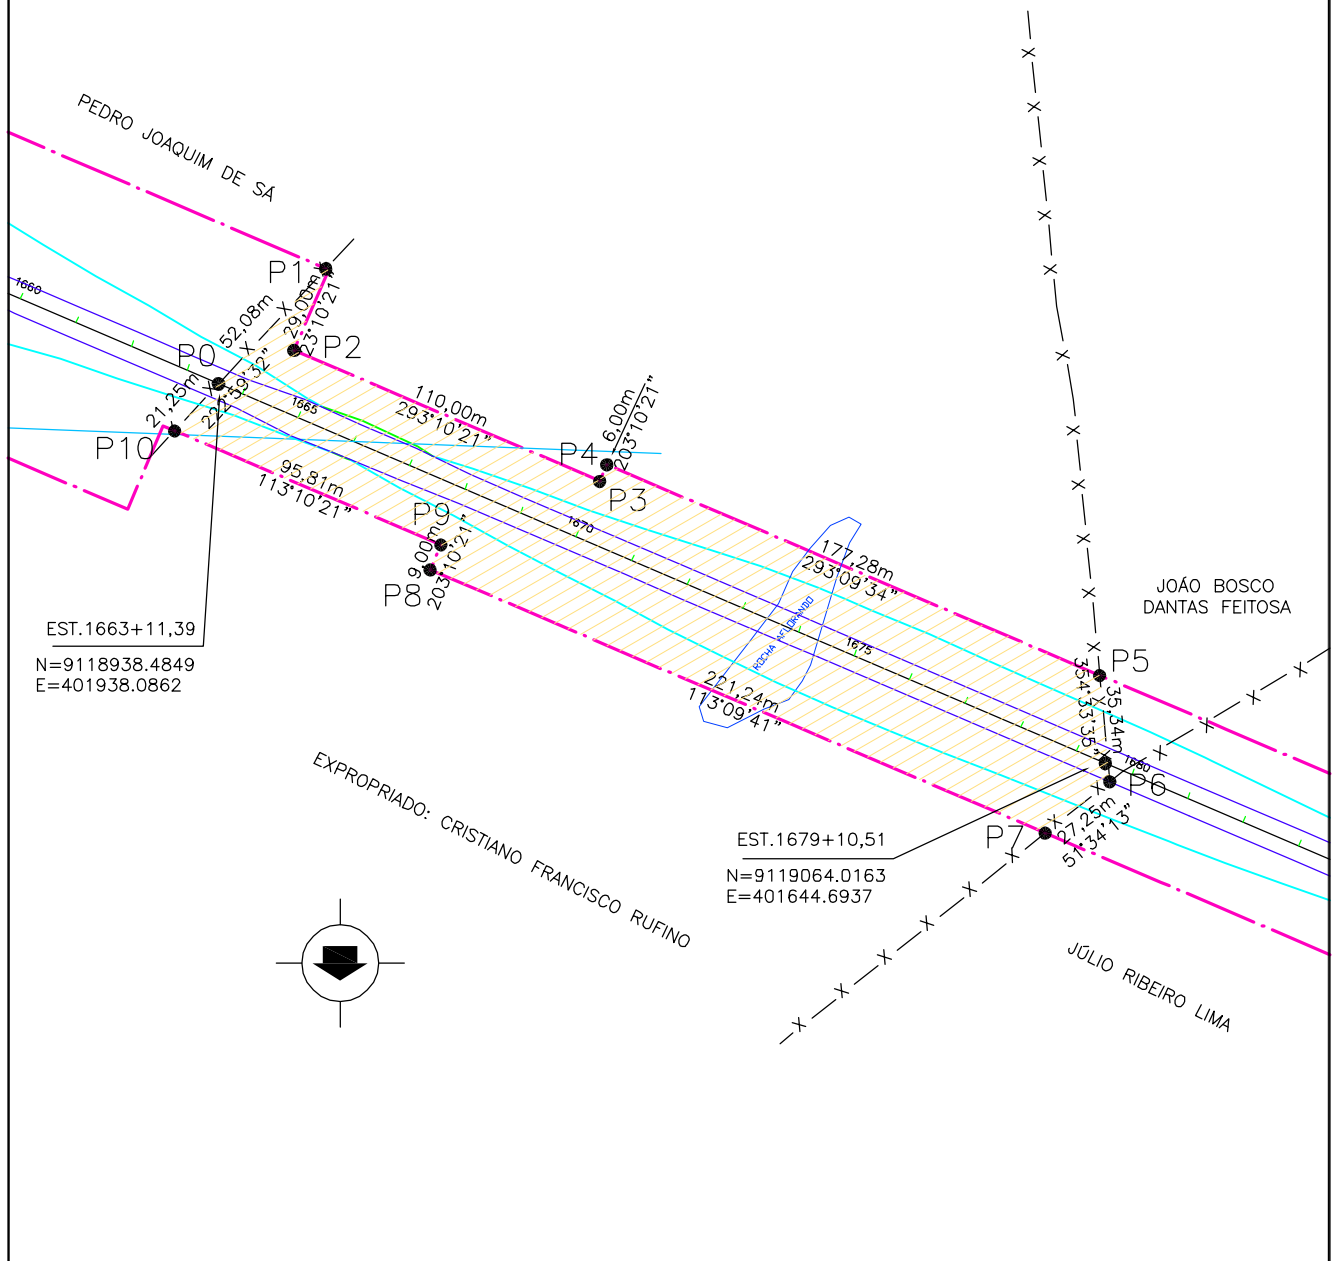 PEDRO JOAQUIM DE SÁ
1660
P1
52,08m
222°59'32"
29,00m
23°10'21"
P0
P2
21,25m
P10
1665
110,00m
293°10'21"
6,00m
203°10'21"
P4
P3
95,81m
113°10'21"
P9
9,00m
203°10'21"
P8
1670
177,28m
293°09'34"
ROCHA AFLORANDO
1675
JOÁO BOSCO
DANTAS FEITOSA
EST.1663+11,39
N=9118938.4849
E=401938.0862
221,24m
113°09'41"
P5
35,34m
354°33'35"
1680
P6
P7
27,25m
51°34'13"
EST.1679+10,51
N=9119064.0163
E=401644.6937
EXPROPRIADO: CRISTIANO FRANCISCO RUFINO
JÚLIO RIBEIRO LIMA